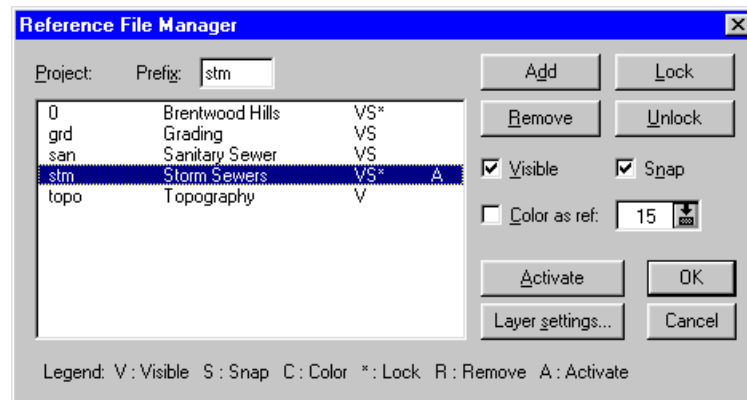 Reference File Manager
Project: Prefix: stm
Add Lock
0 Brentwood Hills VS*
grd Grading VS
san Sanitary Sewer VS
stm Storm Sewers VS* A
topo Topography V
Remove Unlock
Visible Snap
Color as ref: 15
Activate OK
Layer settings... Cancel
Legend: V : Visible S : Snap C : Color * : Lock R : Remove A : Activate